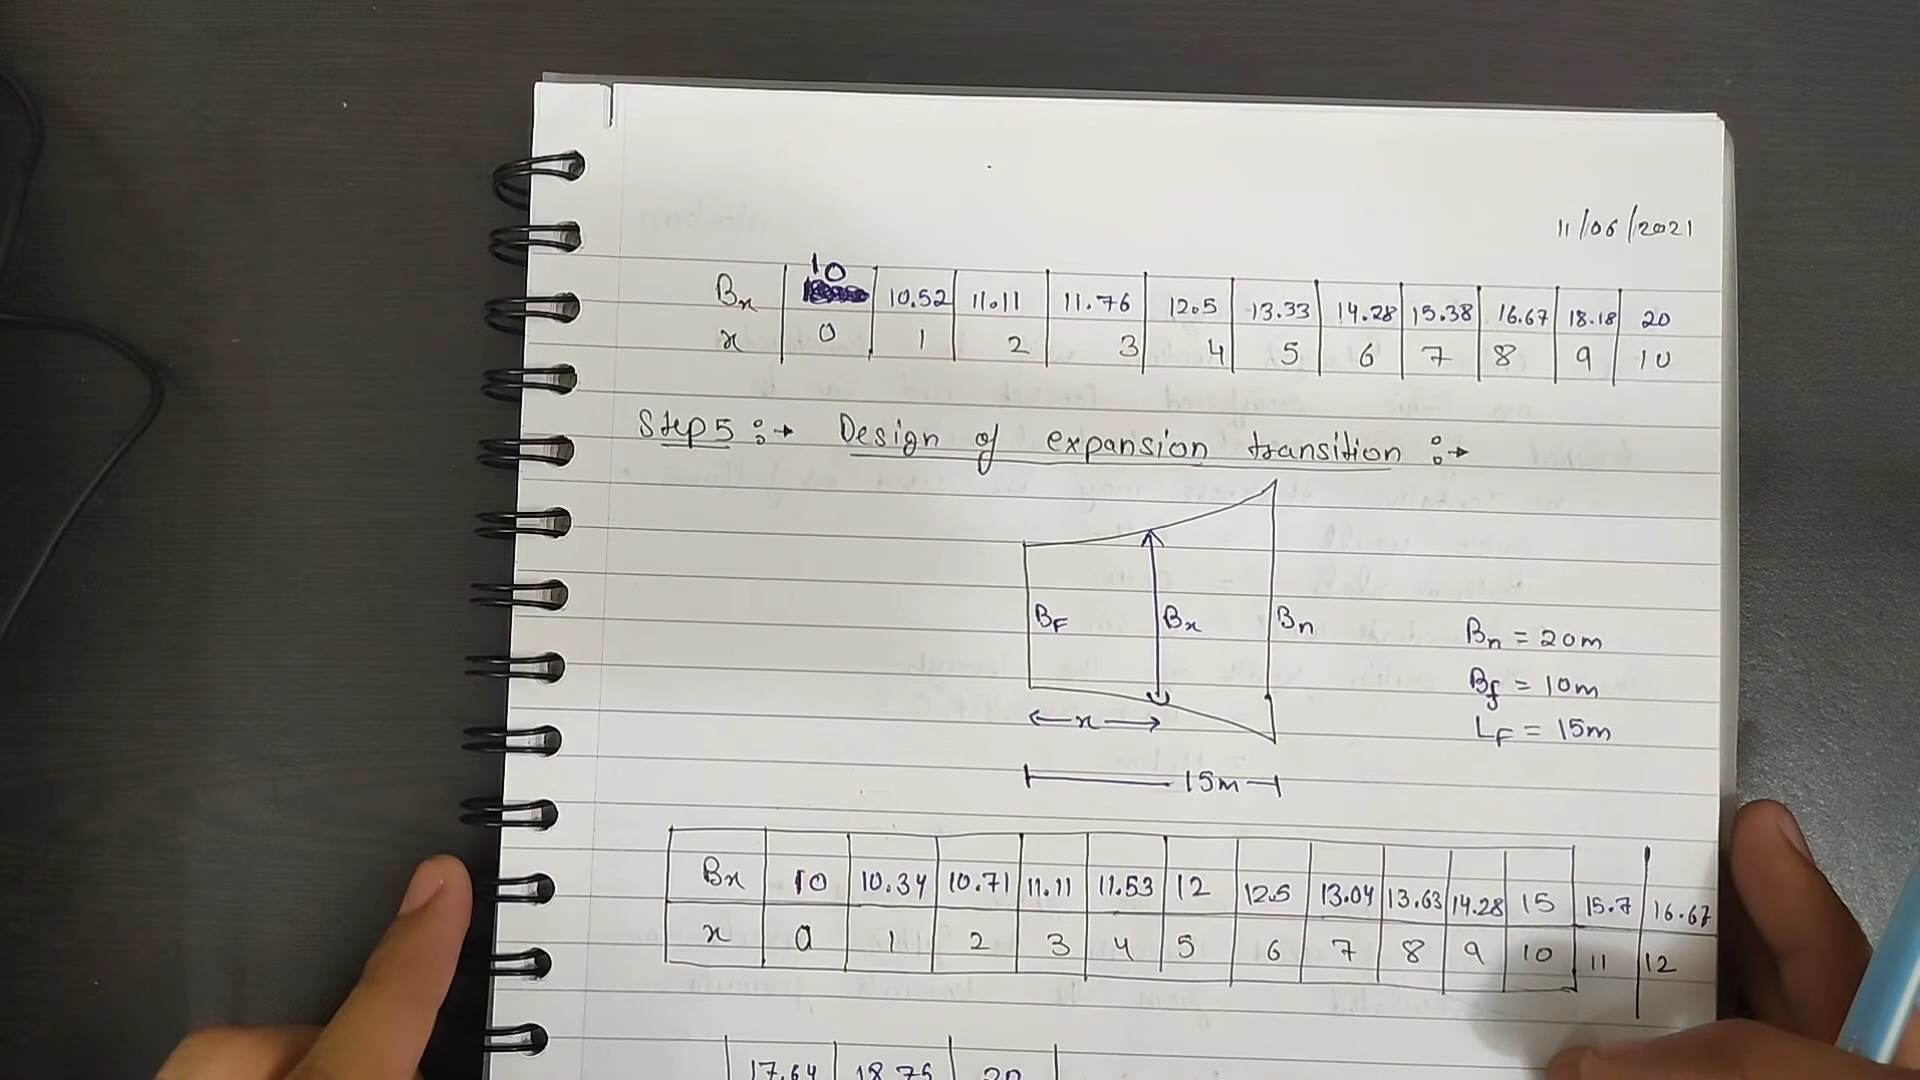 11/06/2021
Bx | 10 | 10.52 | 11.11 | 11.76 | 12.5 | 13.33 | 14.28 | 15.38 | 16.67 | 18.18 | 20
x | 0 | 1 | 2 | 3 | 4 | 5 | 6 | 7 | 8 | 9 | 10
Step 5 :→ Design of expansion transition :→
BF Bx Bn
x
15m
Bn = 20m
Bf = 10m
LF = 15m
Bx | 10 | 10.34 | 10.71 | 11.11 | 11.53 | 12 | 12.5 | 13.04 | 13.63 | 14.28 | 15 | 15.7 | 16.67
x | 0 | 1 | 2 | 3 | 4 | 5 | 6 | 7 | 8 | 9 | 10 | 11 | 12
17.64 | 18.75 | 20